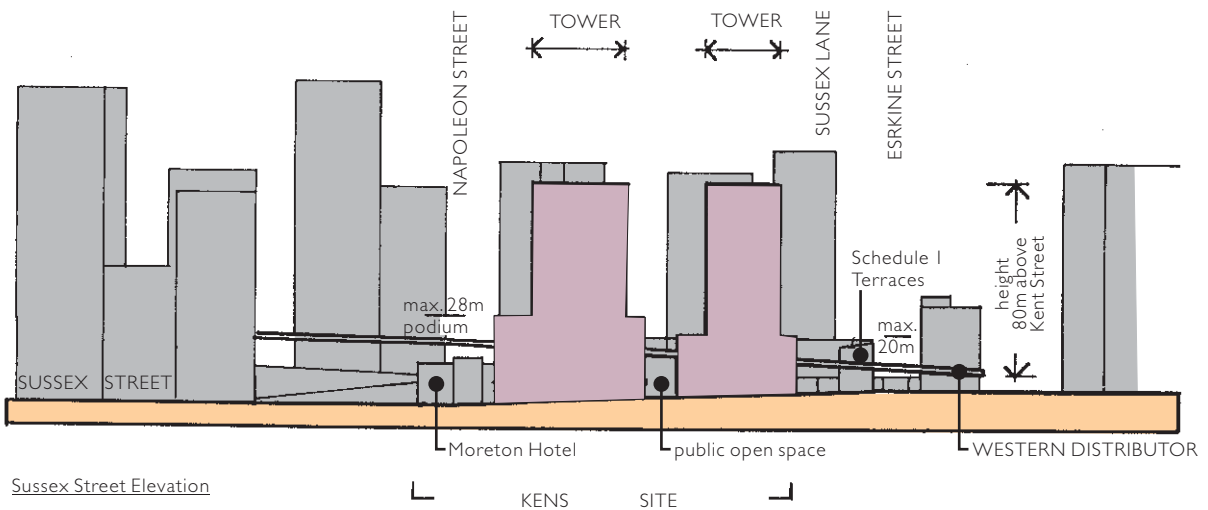 TOWER
TOWER
NAPOLEON STREET
SUSSEX LANE
ESRKINE STREET
height
80m above
Kent Street
Schedule I
Terraces
max. 28m
podium
max.
20m
SUSSEX STREET
Moreton Hotel
public open space
WESTERN DISTRIBUTOR
Sussex Street Elevation
KENS SITE